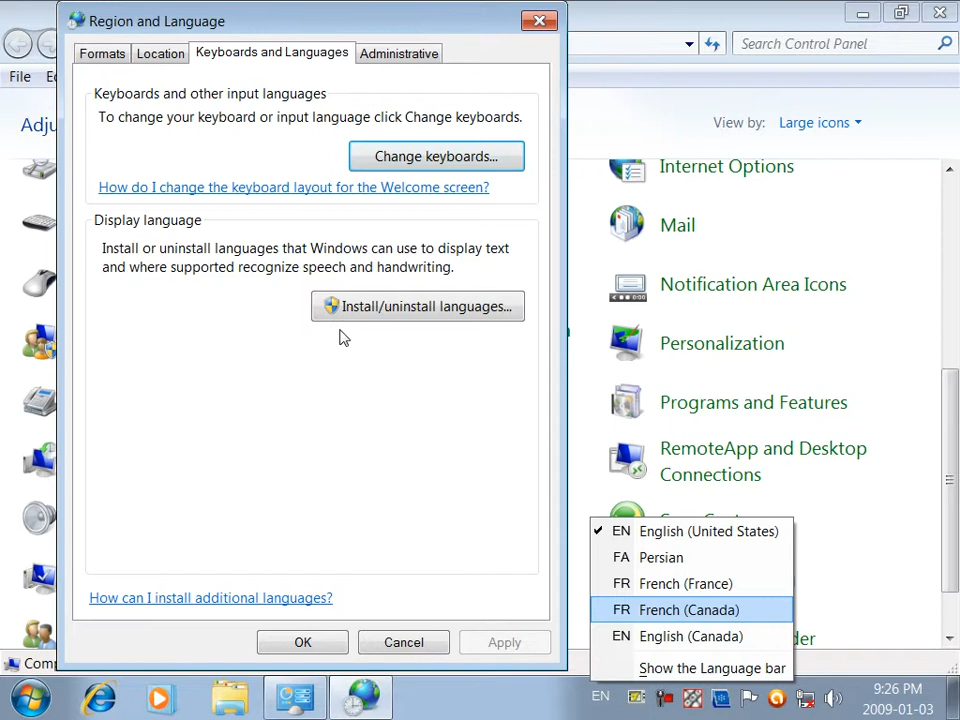 Region and Language
Formats
Location
Keyboards and Languages
Administrative
Keyboards and other input languages
To change your keyboard or input language click Change keyboards.
Change keyboards...
How do I change the keyboard layout for the Welcome screen?
Display language
Install or uninstall languages that Windows can use to display text
and where supported recognize speech and handwriting.
Install/uninstall languages...
How can I install additional languages?
OK
Cancel
Apply
Search Control Panel
File
Adju
View by:
Large icons
Internet Options
Mail
Notification Area Icons
Personalization
Programs and Features
RemoteApp and Desktop
Connections
EN English (United States)
FA Persian
FR French (France)
FR French (Canada)
EN English (Canada)
Show the Language bar
Comp
EN
9:26 PM
2009-01-03